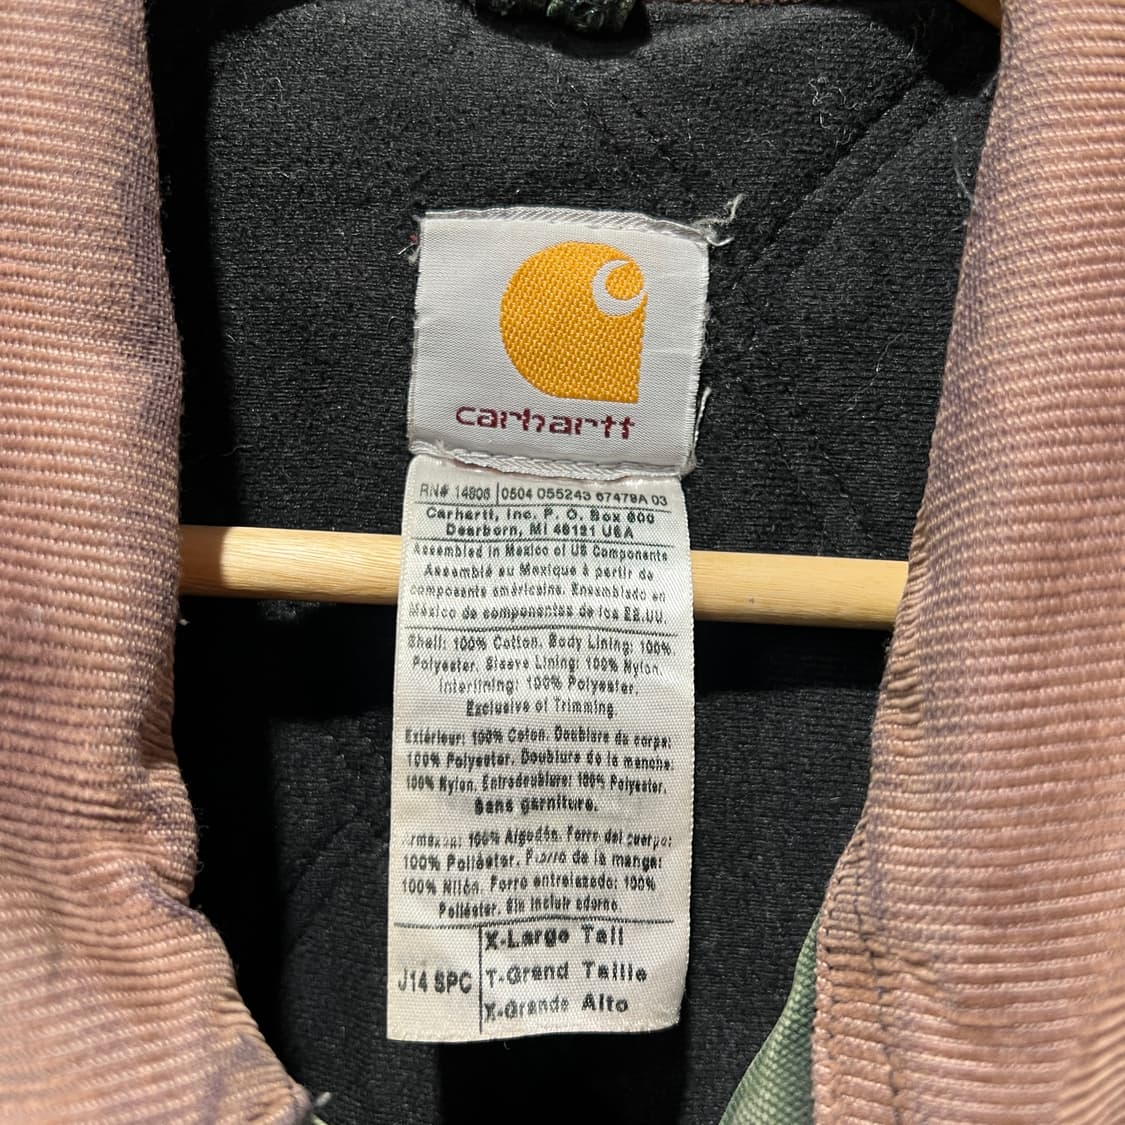 carhartt
RN# 14806 | 0504 055243 67479A 03
Carhartt, Inc. P. O. Box 600
Dearborn, MI 48121 USA
Assembled in Mexico of US Components
Assemblé au Mexique à partir de
composants américains. Ensamblado en
México de componentes de los EE.UU.
Shell: 100% Cotton. Body Lining: 100%
Polyester. Sleeve Lining: 100% Nylon.
Interlining: 100% Polyester.
Exclusive of Trimming.
Extérieur: 100% Coton. Doublure du corps:
100% Polyester. Doublure de la manche:
100% Nylon. Entredoublure: 100% Polyester.
Sans garniture.
Armazon: 100% Algodón. Forro del cuerpo:
100% Poliéster. Forro de la manga:
100% Nilón. Forro entrelazado: 100%
Poliéster. Sin incluir adorno.
J14 SPC
X-Large Tall
T-Grand Taille
X-Grande Alto